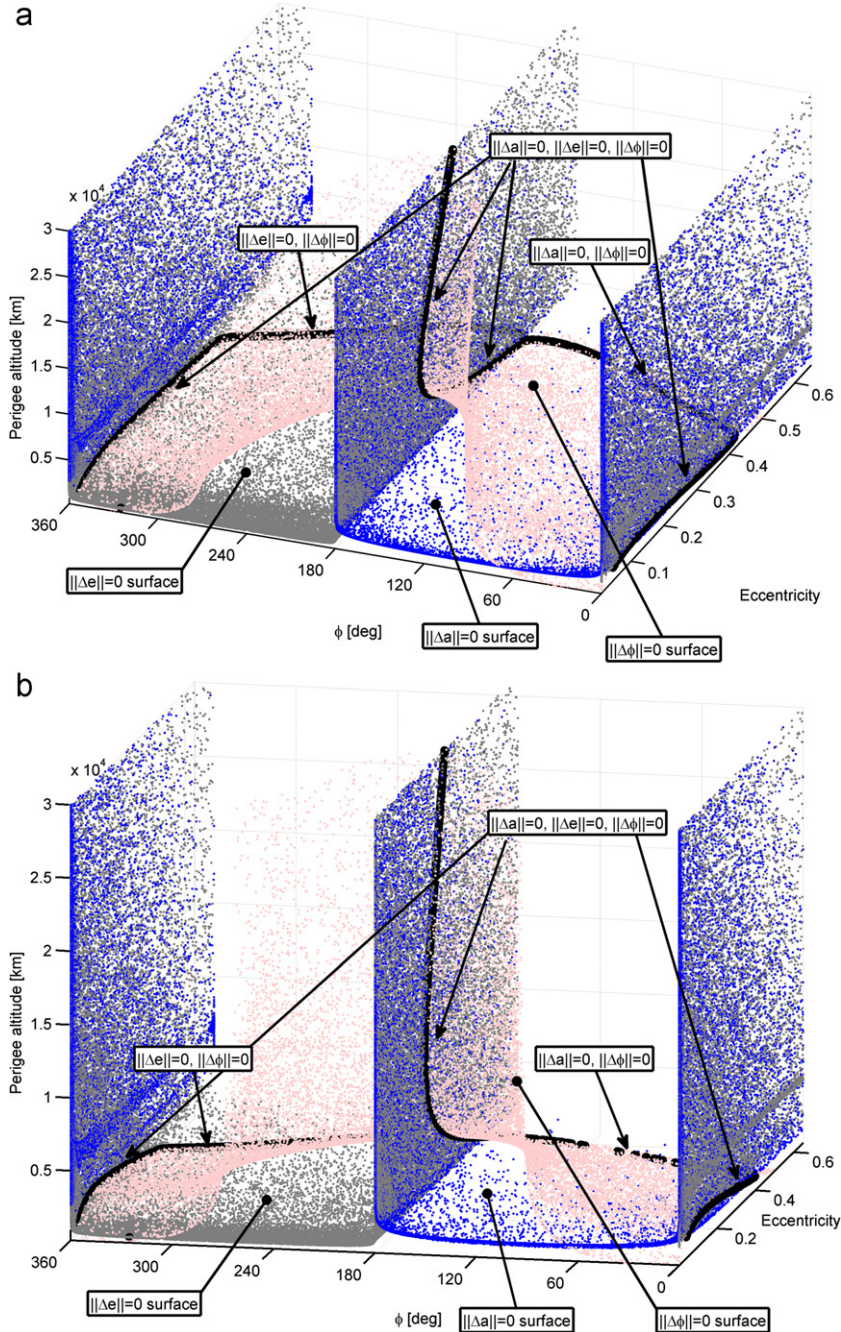 a
||Δa||=0, ||Δe||=0, ||Δϕ||=0
x 10⁴
||Δe||=0, ||Δϕ||=0
||Δa||=0, ||Δϕ||=0
3
2.5
2
1.5
1
0.5
Perigee altitude [km]
0.6
0.5
0.4
0.3
0.2
0.1
Eccentricity
360
300
240
180
120
60
0
ϕ [deg]
||Δe||=0 surface
||Δa||=0 surface
||Δϕ||=0 surface
b
x 10⁴
||Δa||=0, ||Δe||=0, ||Δϕ||=0
3
2.5
2
1.5
1
0.5
Perigee altitude [km]
||Δe||=0, ||Δϕ||=0
||Δa||=0, ||Δϕ||=0
0.6
0.4
0.2
Eccentricity
360
300
240
180
120
60
0
||Δe||=0 surface
ϕ [deg]
||Δa||=0 surface
||Δϕ||=0 surface